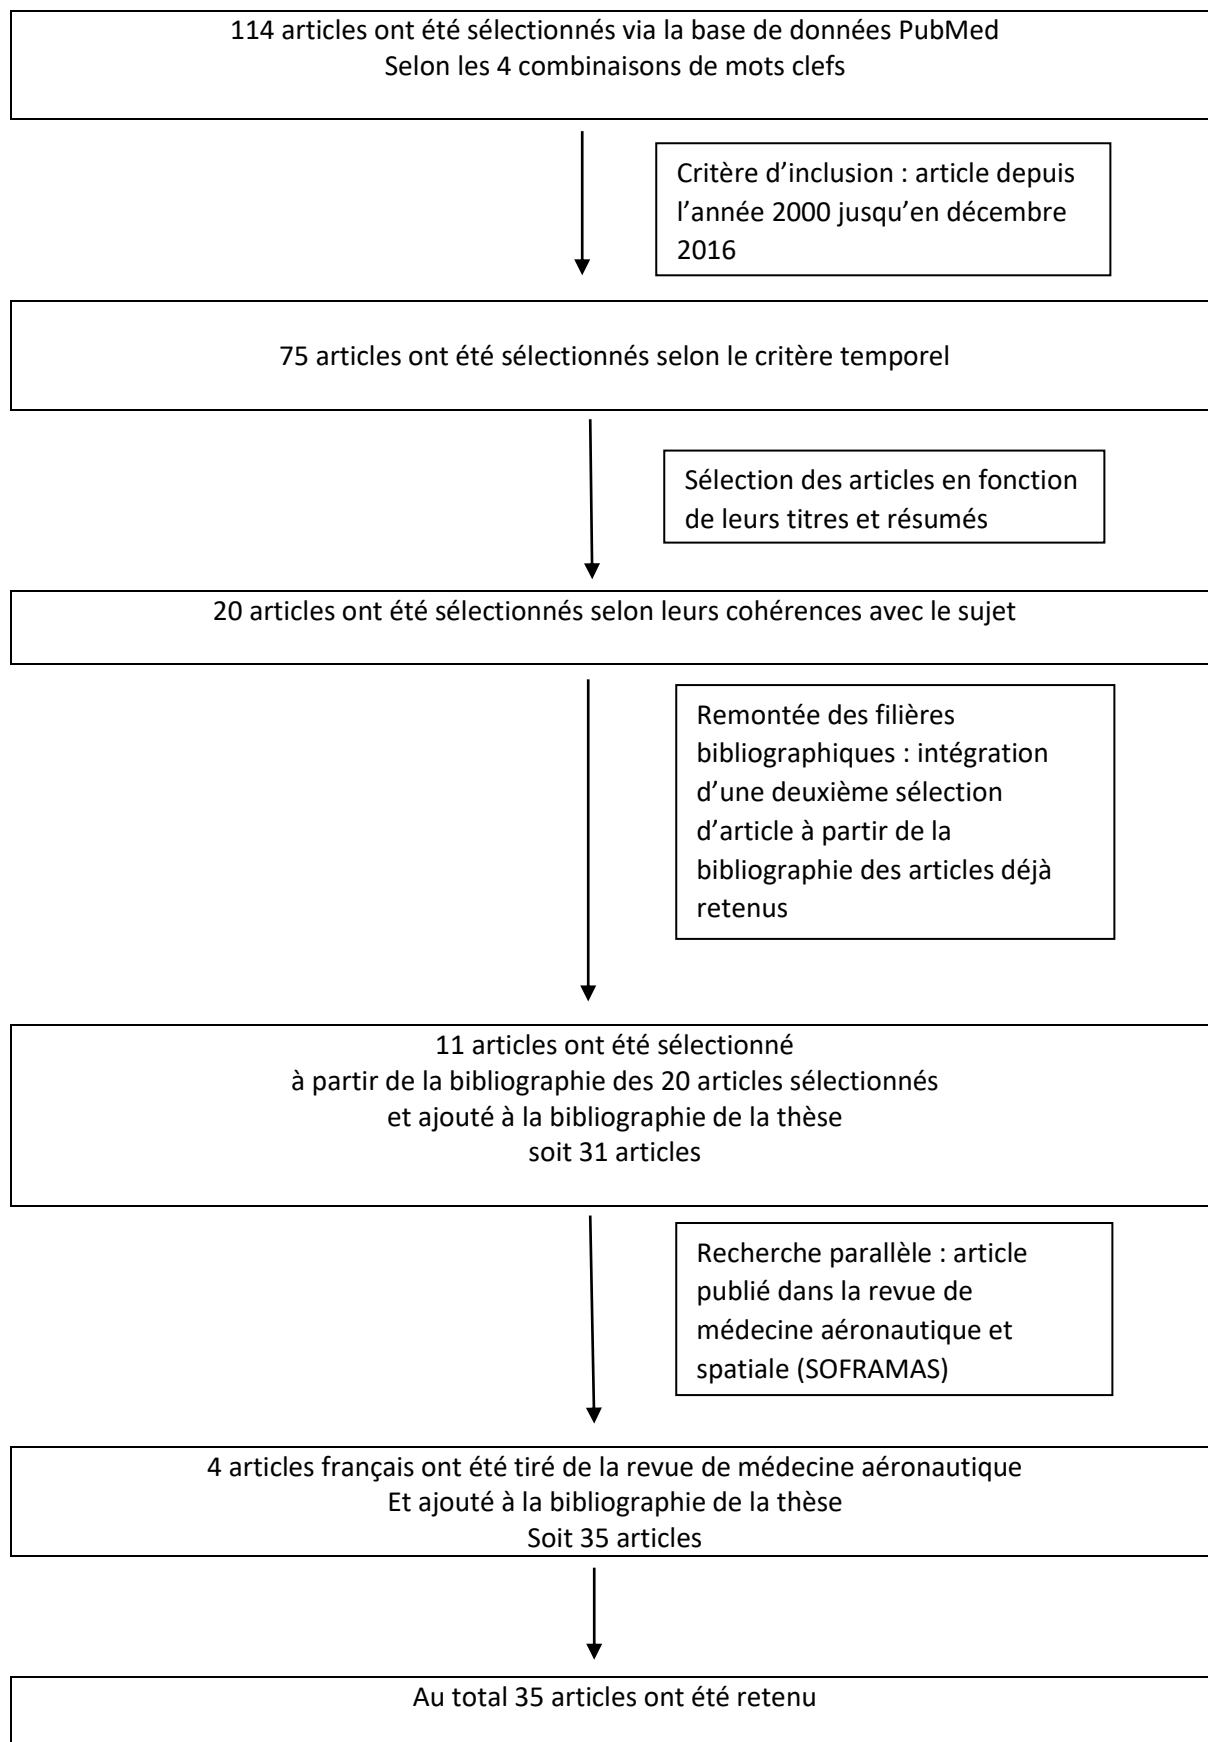 114 articles ont été sélectionnés via la base de données PubMed
Selon les 4 combinaisons de mots clefs
Critère d’inclusion : article depuis
l’année 2000 jusqu’en décembre
2016
75 articles ont été sélectionnés selon le critère temporel
Sélection des articles en fonction
de leurs titres et résumés
20 articles ont été sélectionnés selon leurs cohérences avec le sujet
Remontée des filières
bibliographiques : intégration
d’une deuxième sélection
d’article à partir de la
bibliographie des articles déjà
retenus
11 articles ont été sélectionné
à partir de la bibliographie des 20 articles sélectionnés
et ajouté à la bibliographie de la thèse
soit 31 articles
Recherche parallèle : article
publié dans la revue de
médecine aéronautique et
spatiale (SOFRAMAS)
4 articles français ont été tiré de la revue de médecine aéronautique
Et ajouté à la bibliographie de la thèse
Soit 35 articles
Au total 35 articles ont été retenu